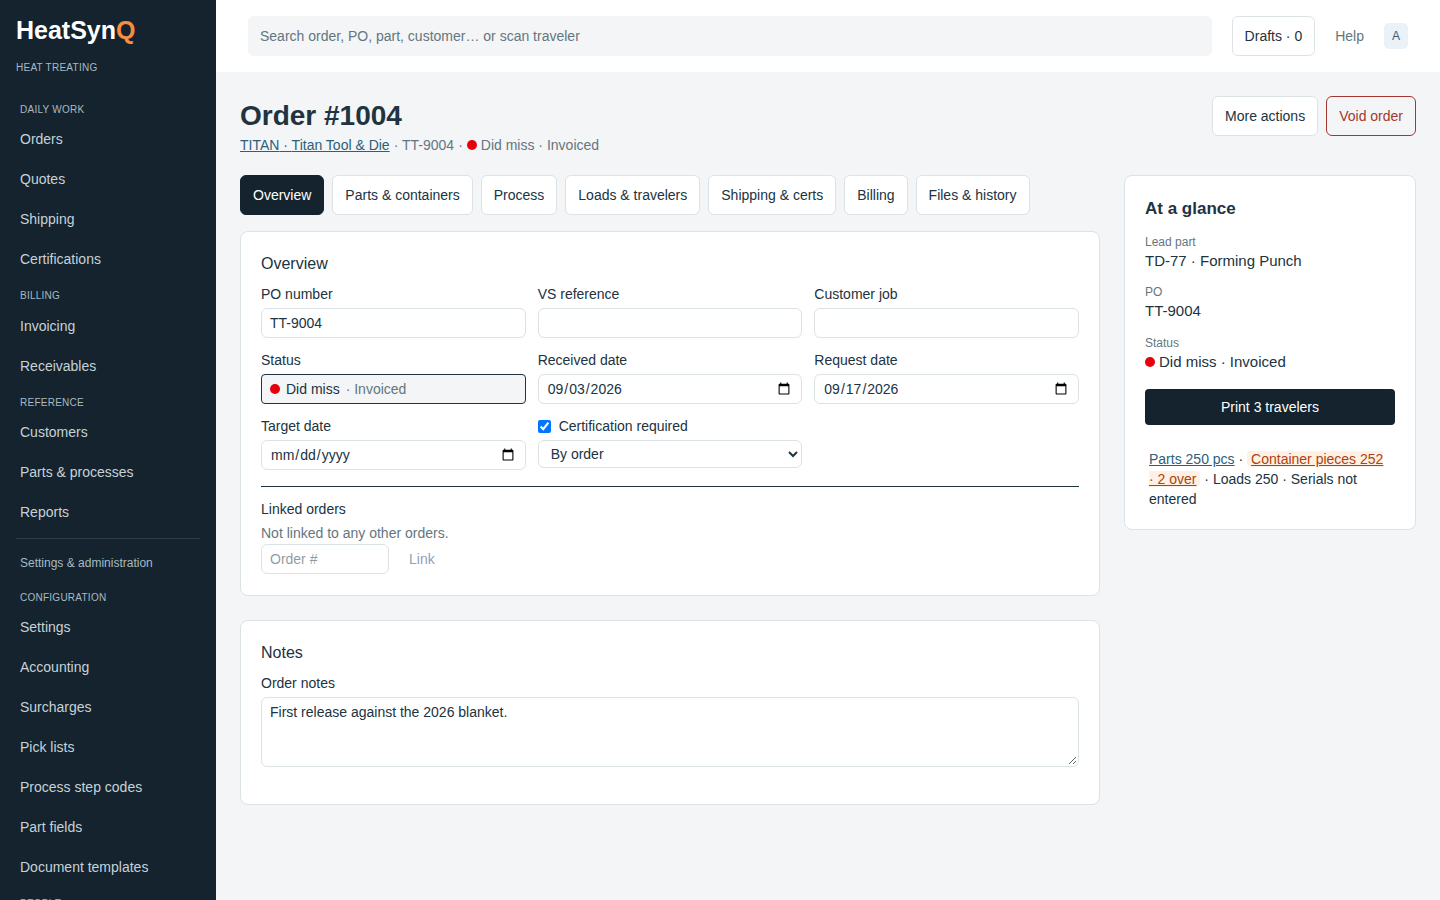 HeatSynQ
HEAT TREATING
DAILY WORK
Orders
Quotes
Shipping
Certifications
BILLING
Invoicing
Receivables
REFERENCE
Customers
Parts & processes
Reports
Settings & administration
CONFIGURATION
Settings
Accounting
Surcharges
Pick lists
Process step codes
Part fields
Document templates
Search order, PO, part, customer… or scan traveler
Drafts · 0
Help
A
Order #1004
TITAN · Titan Tool & Die · TT-9004 · Did miss · Invoiced
More actions
Void order
Overview
Parts & containers
Process
Loads & travelers
Shipping & certs
Billing
Files & history
Overview
PO number
VS reference
Customer job
TT-9004
Status
Received date
Request date
Did miss · Invoiced
09/03/2026
09/17/2026
Target date
Certification required
mm/dd/yyyy
By order
Linked orders
Not linked to any other orders.
Order #
Link
Notes
Order notes
First release against the 2026 blanket.
At a glance
Lead part
TD-77 · Forming Punch
PO
TT-9004
Status
Did miss · Invoiced
Print 3 travelers
Parts 250 pcs · Container pieces 252
· 2 over · Loads 250 · Serials not
entered